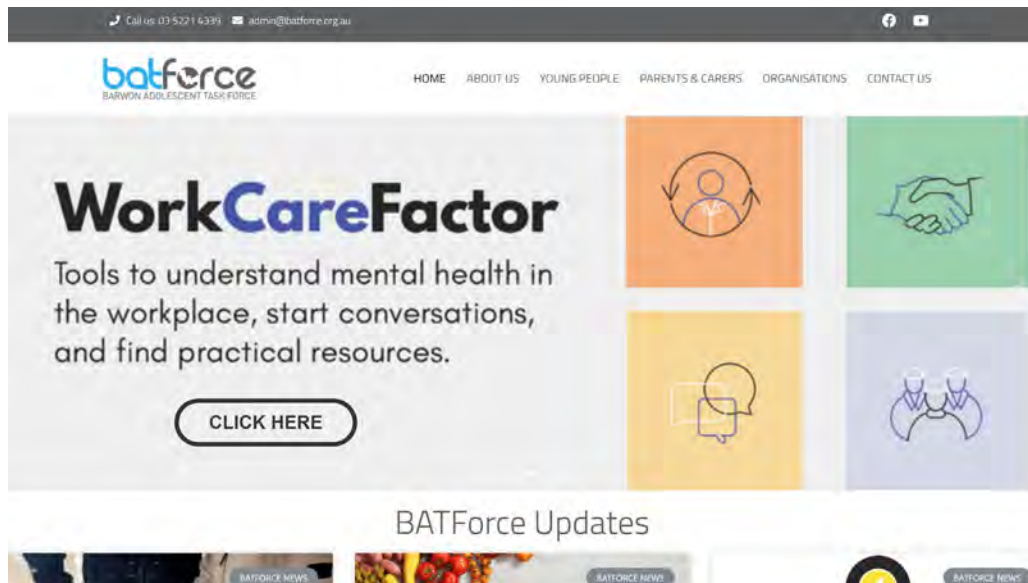 Call us: 03 5221 4339 admin@batforce.org.au
batforce
BARWON ADOLESCENT TASK FORCE
HOME ABOUT US YOUNG PEOPLE PARENTS & CARERS ORGANISATIONS CONTACT US
WorkCareFactor
Tools to understand mental health in
the workplace, start conversations,
and find practical resources.
CLICK HERE
BATForce Updates
BATFORCE NEWS BATFORCE NEWS BATFORCE NEWS